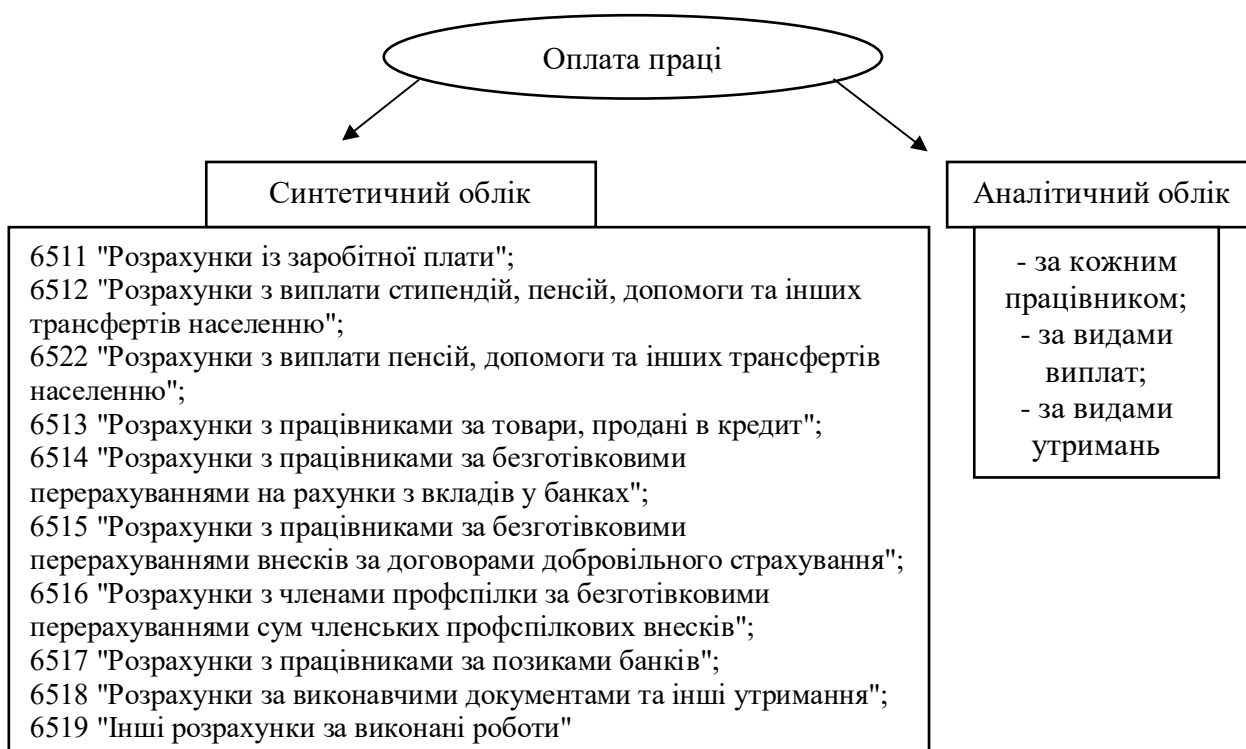 Оплата праці
Синтетичний облік
6511 "Розрахунки із заробітної плати";
6512 "Розрахунки з виплати стипендій, пенсій, допомоги та інших
трансфертів населенню";
6522 "Розрахунки з виплати пенсій, допомоги та інших трансфертів
населенню";
6513 "Розрахунки з працівниками за товари, продані в кредит";
6514 "Розрахунки з працівниками за безготівковими
перерахуваннями на рахунки з вкладів у банках";
6515 "Розрахунки з працівниками за безготівковими
перерахуваннями внесків за договорами добровільного страхування";
6516 "Розрахунки з членами профспілки за безготівковими
перерахуваннями сум членських профспілкових внесків";
6517 "Розрахунки з працівниками за позиками банків";
6518 "Розрахунки за виконавчими документами та інші утримання";
6519 "Інші розрахунки за виконані роботи"
Аналітичний облік
- за кожним
працівником;
- за видами
виплат;
- за видами
утримань